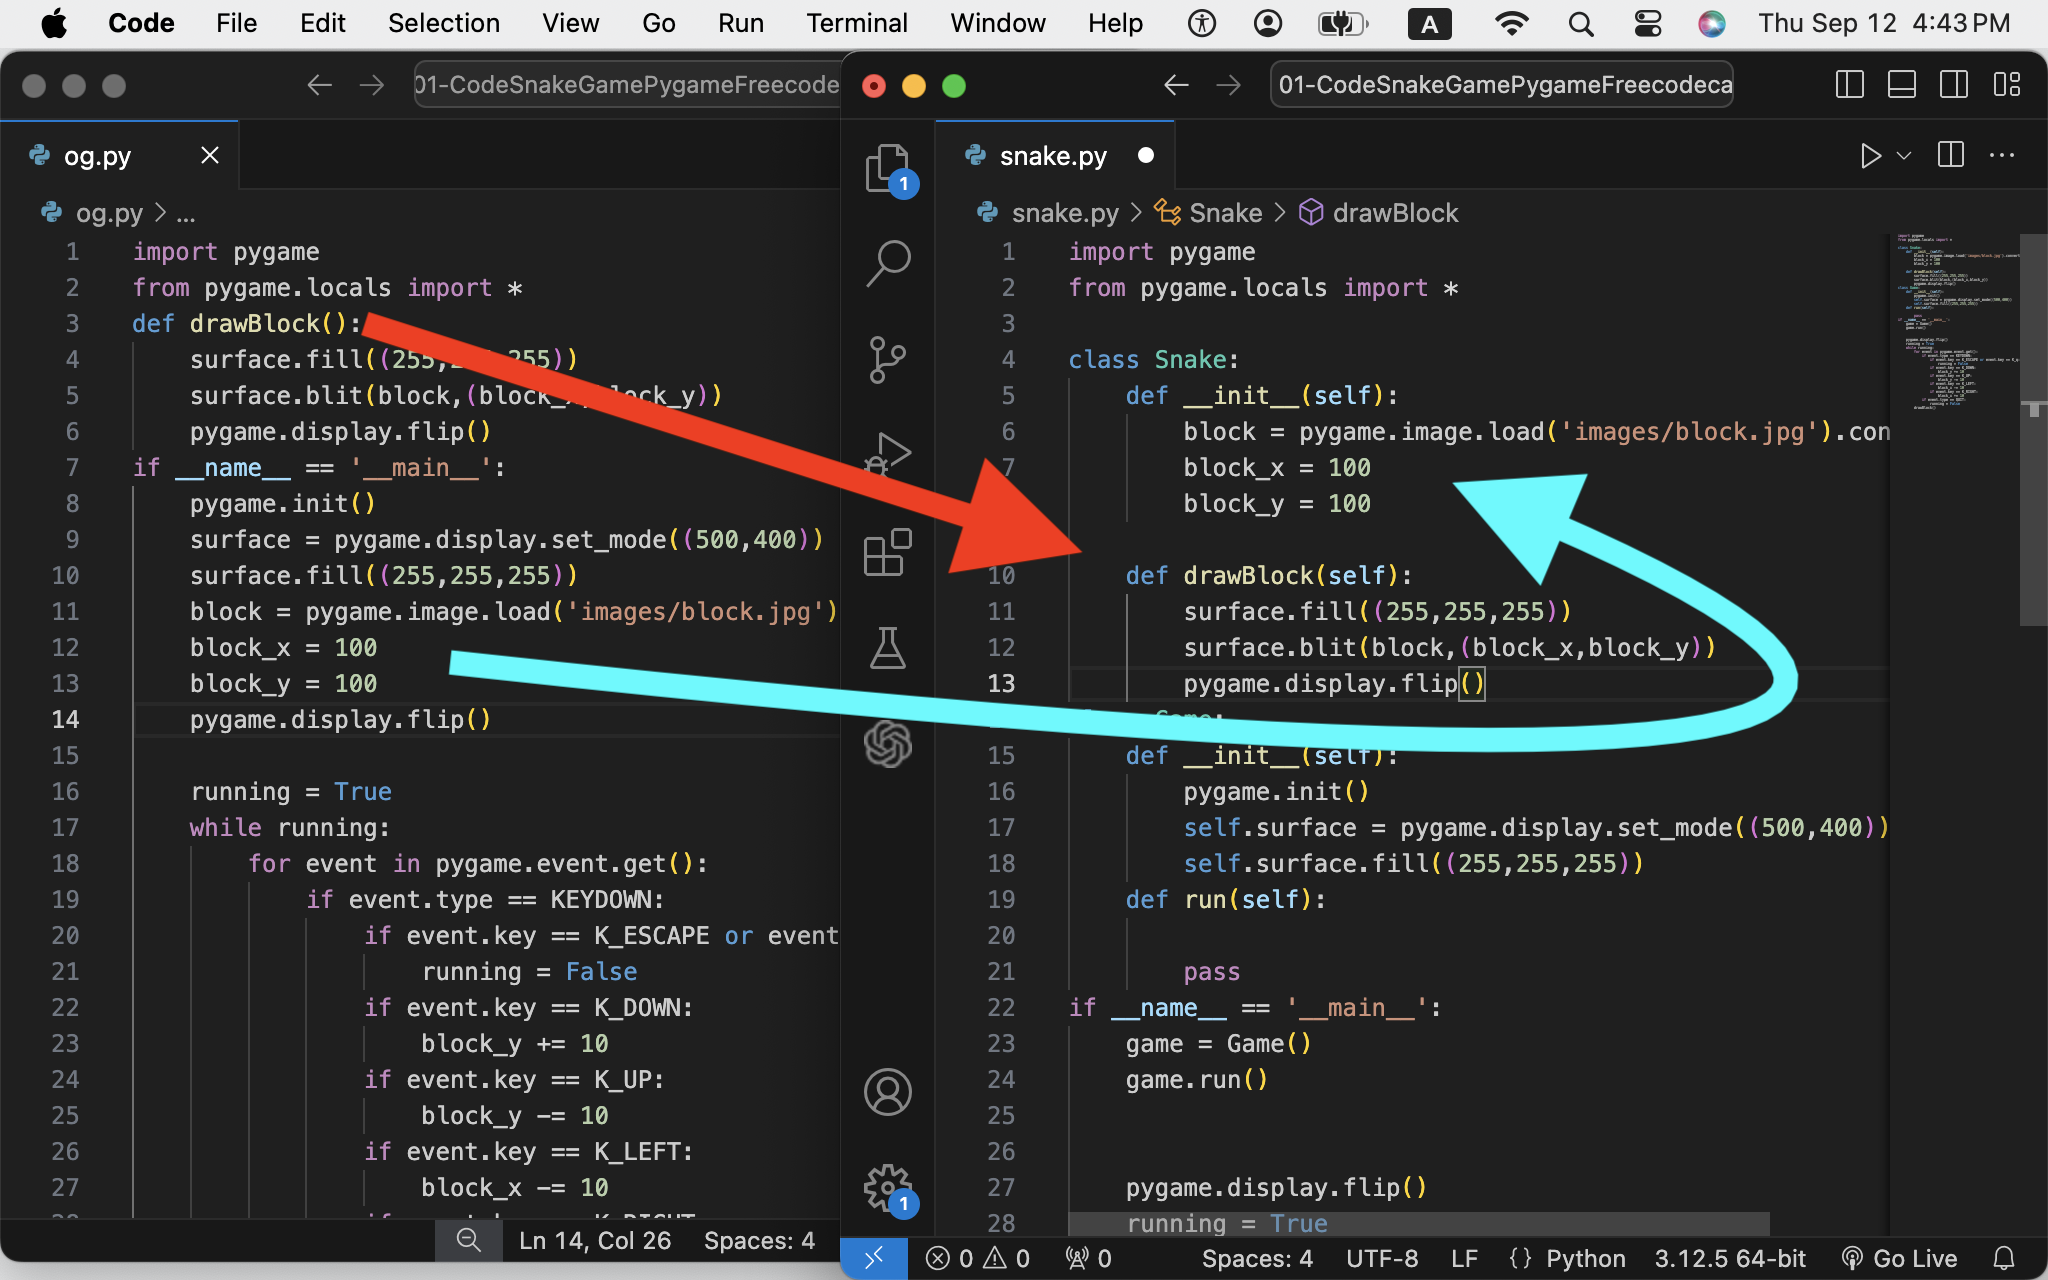 Code File Edit Selection View Go Run Terminal Window Help A Thu Sep 12 4:43 PM
01-CodeSnakeGamePygameFreecode
og.py
og.py > ...
1 import pygame
2 from pygame.locals import *
3 def drawBlock():
4 surface.fill((255, 255))
5 surface.blit(block,(block_x, block_y))
6 pygame.display.flip()
7 if __name__ == '__main__':
8 pygame.init()
9 surface = pygame.display.set_mode((500,400))
10 surface.fill((255,255,255))
11 block = pygame.image.load('images/block.jpg')
12 block_x = 100
13 block_y = 100
14 pygame.display.flip()
15
16 running = True
17 while running:
18 for event in pygame.event.get():
19 if event.type == KEYDOWN:
20 if event.key == K_ESCAPE or event
21 running = False
22 if event.key == K_DOWN:
23 block_y += 10
24 if event.key == K_UP:
25 block_y -= 10
26 if event.key == K_LEFT:
27 block_x -= 10
Ln 14, Col 26 Spaces: 4
01-CodeSnakeGamePygameFreecodeca
1
snake.py
snake.py > Snake > drawBlock
1 import pygame
2 from pygame.locals import *
3
4 class Snake:
5 def __init__(self):
6 block = pygame.image.load('images/block.jpg').con
7 block_x = 100
block_y = 100
10 def drawBlock(self):
11 surface.fill((255,255,255))
12 surface.blit(block,(block_x,block_y))
13 pygame.display.flip()
15 def __init__(self):
16 pygame.init()
17 self.surface = pygame.display.set_mode((500,400))
18 self.surface.fill((255,255,255))
19 def run(self):
20
21 pass
22 if __name__ == '__main__':
23 game = Game()
24 game.run()
25
26
27 pygame.display.flip()
28 running = True
1
0 0 0 Spaces: 4 UTF-8 LF {} Python 3.12.5 64-bit Go Live